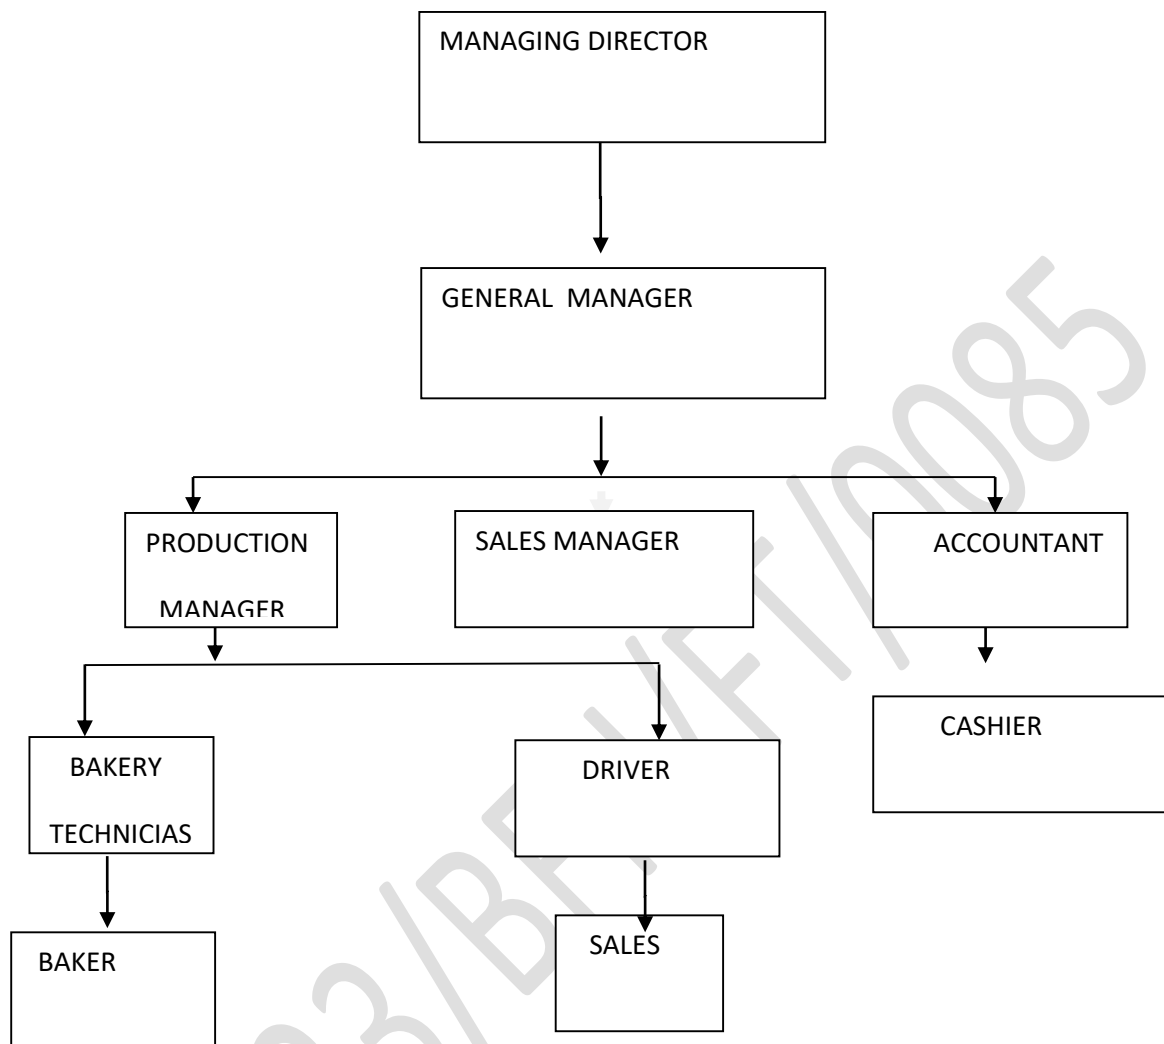 MANAGING DIRECTOR
GENERAL MANAGER
PRODUCTION
MANAGER
SALES MANAGER
ACCOUNTANT
CASHIER
BAKERY
TECHNICIAS
DRIVER
BAKER
SALES